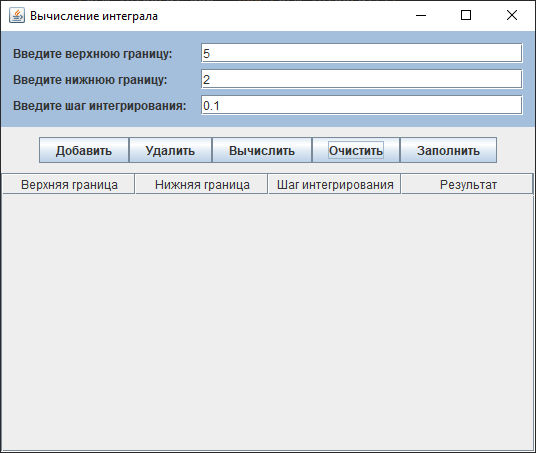 Вычисление интеграла
Введите верхнюю границу: 5
Введите нижнюю границу: 2
Введите шаг интегрирования: 0.1
Добавить Удалить Вычислить Очистить Заполнить
Верхняя граница Нижняя граница Шаг интегрирования Результат